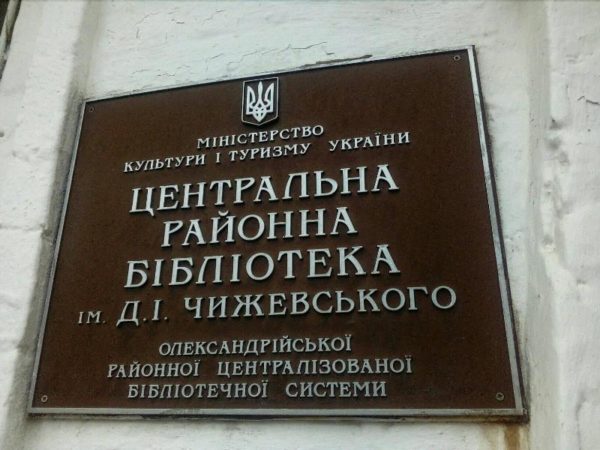 МІНІСТЕРСТВО
КУЛЬТУРИ І ТУРИЗМУ УКРАЇНИ
ЦЕНТРАЛЬНА
РАЙОННА
БІБЛІОТЕКА
ІМ. Д.І. ЧИЖЕВСЬКОГО
ОЛЕКСАНДРІЙСЬКОЇ
РАЙОННОЇ ЦЕНТРАЛІЗОВАНОЇ
БІБЛІОТЕЧНОЇ СИСТЕМИ